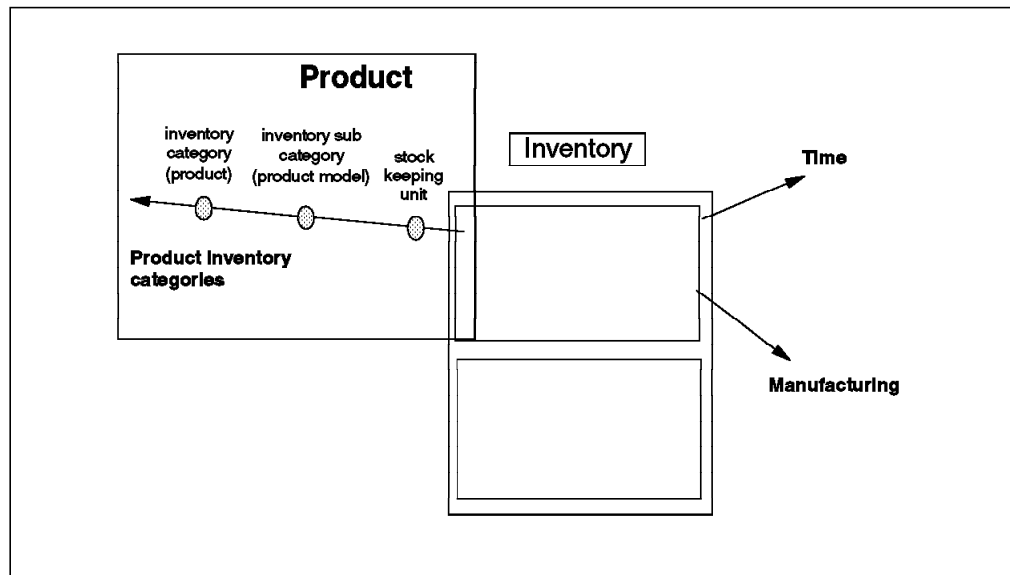 Product
inventory
category
(product)
inventory sub
category
(product model)
stock
keeping
unit
Inventory
Time
Product Inventory
categories
Manufacturing